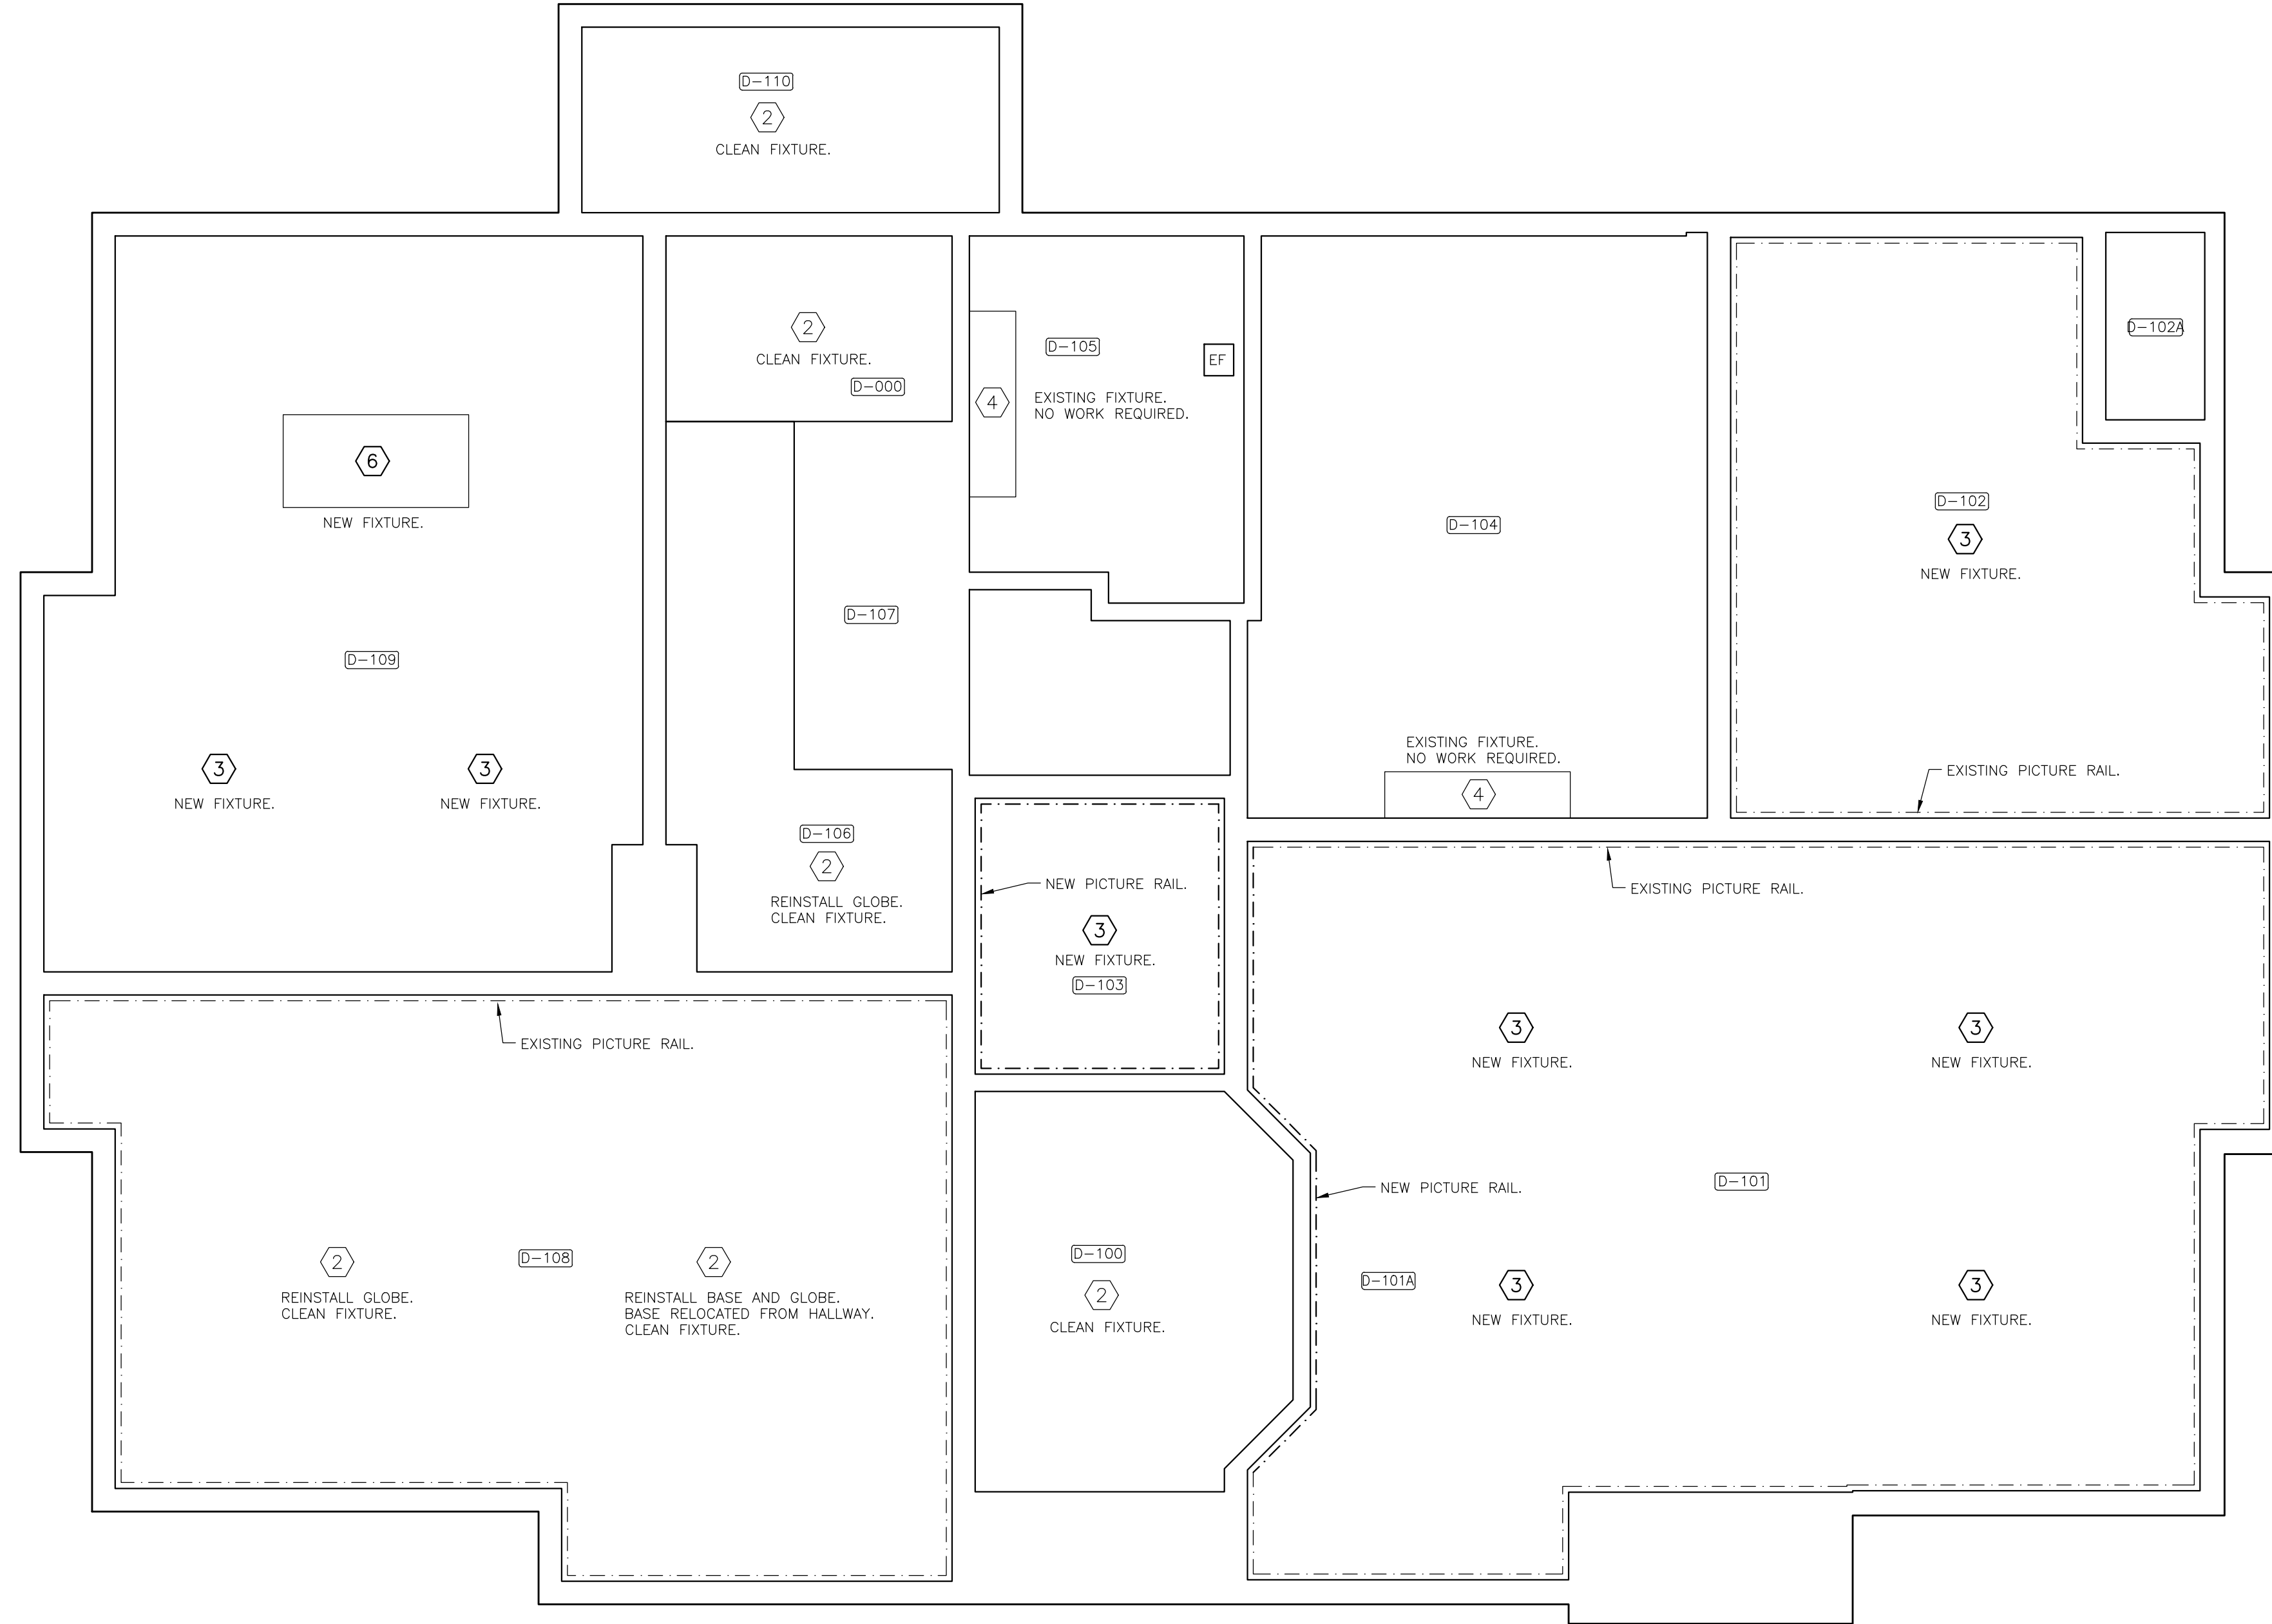 D-110
2
CLEAN FIXTURE.
2
CLEAN FIXTURE.
D-000
D-105
EF
4
EXISTING FIXTURE.
NO WORK REQUIRED.
D-102A
6
NEW FIXTURE.
D-104
D-102
3
NEW FIXTURE.
D-107
D-109
3
NEW FIXTURE.
3
NEW FIXTURE.
EXISTING FIXTURE.
NO WORK REQUIRED.
4
EXISTING PICTURE RAIL.
D-106
2
REINSTALL GLOBE.
CLEAN FIXTURE.
NEW PICTURE RAIL.
3
NEW FIXTURE.
D-103
EXISTING PICTURE RAIL.
EXISTING PICTURE RAIL.
3
NEW FIXTURE.
3
NEW FIXTURE.
NEW PICTURE RAIL.
D-101
D-108
2
REINSTALL GLOBE.
CLEAN FIXTURE.
2
REINSTALL BASE AND GLOBE.
BASE RELOCATED FROM HALLWAY.
CLEAN FIXTURE.
D-100
2
CLEAN FIXTURE.
D-101A
3
NEW FIXTURE.
3
NEW FIXTURE.